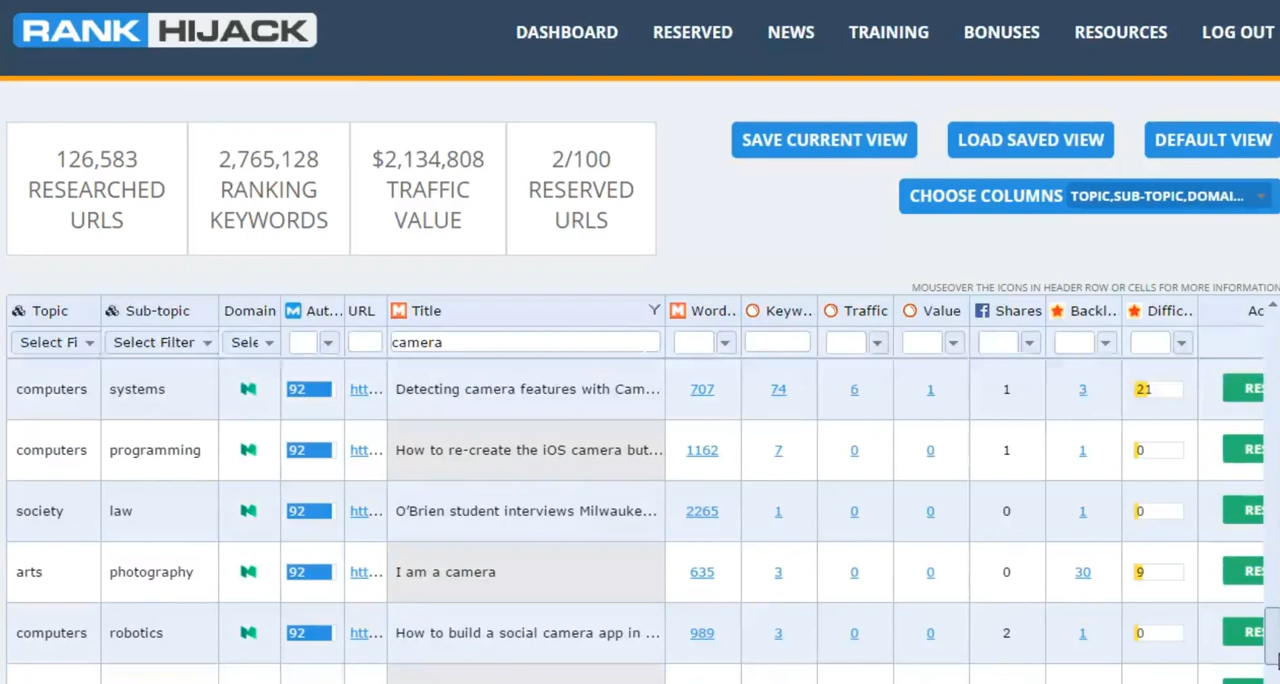 RANK HIJACK
DASHBOARD RESERVED NEWS TRAINING BONUSES RESOURCES LOG OUT
126,583 RESEARCHED URLS
2,765,128 RANKING KEYWORDS
$2,134,808 TRAFFIC VALUE
2/100 RESERVED URLS
SAVE CURRENT VIEW LOAD SAVED VIEW DEFAULT VIEW
CHOOSE COLUMNS TOPIC,SUB-TOPIC,DOMAI...
MOUSEOVER THE ICONS IN HEADER ROW OR CELLS FOR MORE INFORMATION
Topic Sub-topic Domain Aut... URL Title Word.. Keyw... Traffic Value Shares Backl... Diffic... Ac
Select Fi Select Filter Sele camera
computers systems 92 htt... Detecting camera features with Cam... 707 74 6 1 1 3 21 RES
computers programming 92 htt... How to re-create the iOS camera but... 1162 7 0 0 1 1 0 RES
society law 92 htt... O’Brien student interviews Milwauke... 2265 1 0 0 0 1 0 RES
arts photography 92 htt... I am a camera 635 3 0 0 0 30 9 RES
computers robotics 92 htt... How to build a social camera app in ... 989 3 0 0 2 1 0 RES